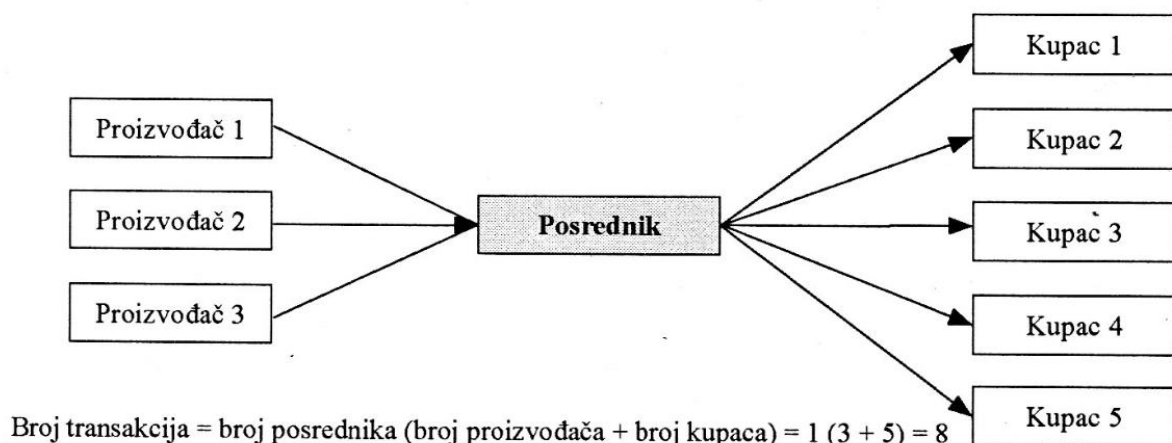 Kupac 1
Proizvođač 1
Kupac 2
Proizvođač 2
Posrednik
Kupac 3
Proizvođač 3
Kupac 4
Kupac 5
Broj transakcija = broj posrednika (broj proizvođača + broj kupaca) = 1 (3 + 5) = 8